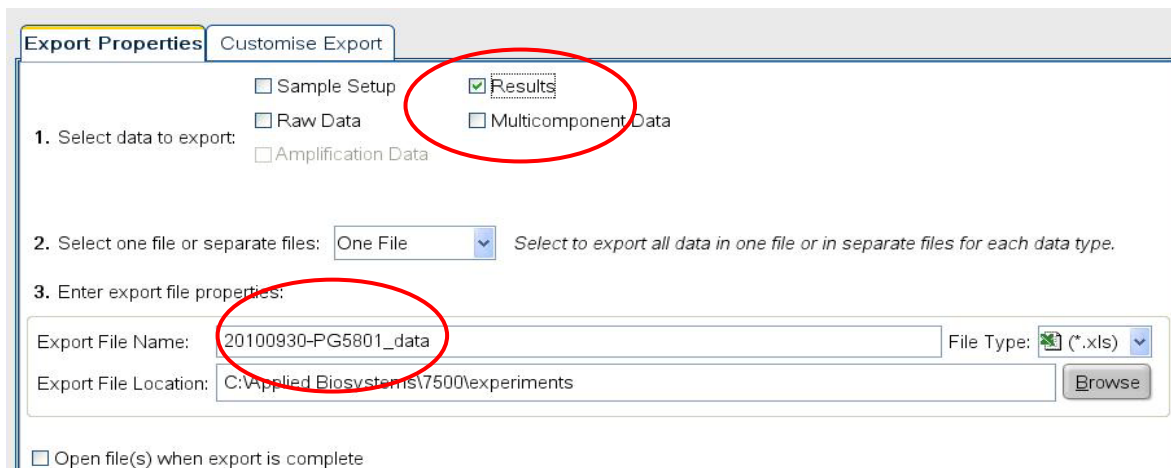 Export Properties Customise Export
Sample Setup Results
1. Select data to export: Raw Data Multicomponent Data
Amplification Data
2. Select one file or separate files: One File Select to export all data in one file or in separate files for each data type.
3. Enter export file properties:
Export File Name: 20100930-PG5801_data File Type: (*.xls)
Export File Location: C:\Applied Biosystems\7500\experiments Browse
Open file(s) when export is complete